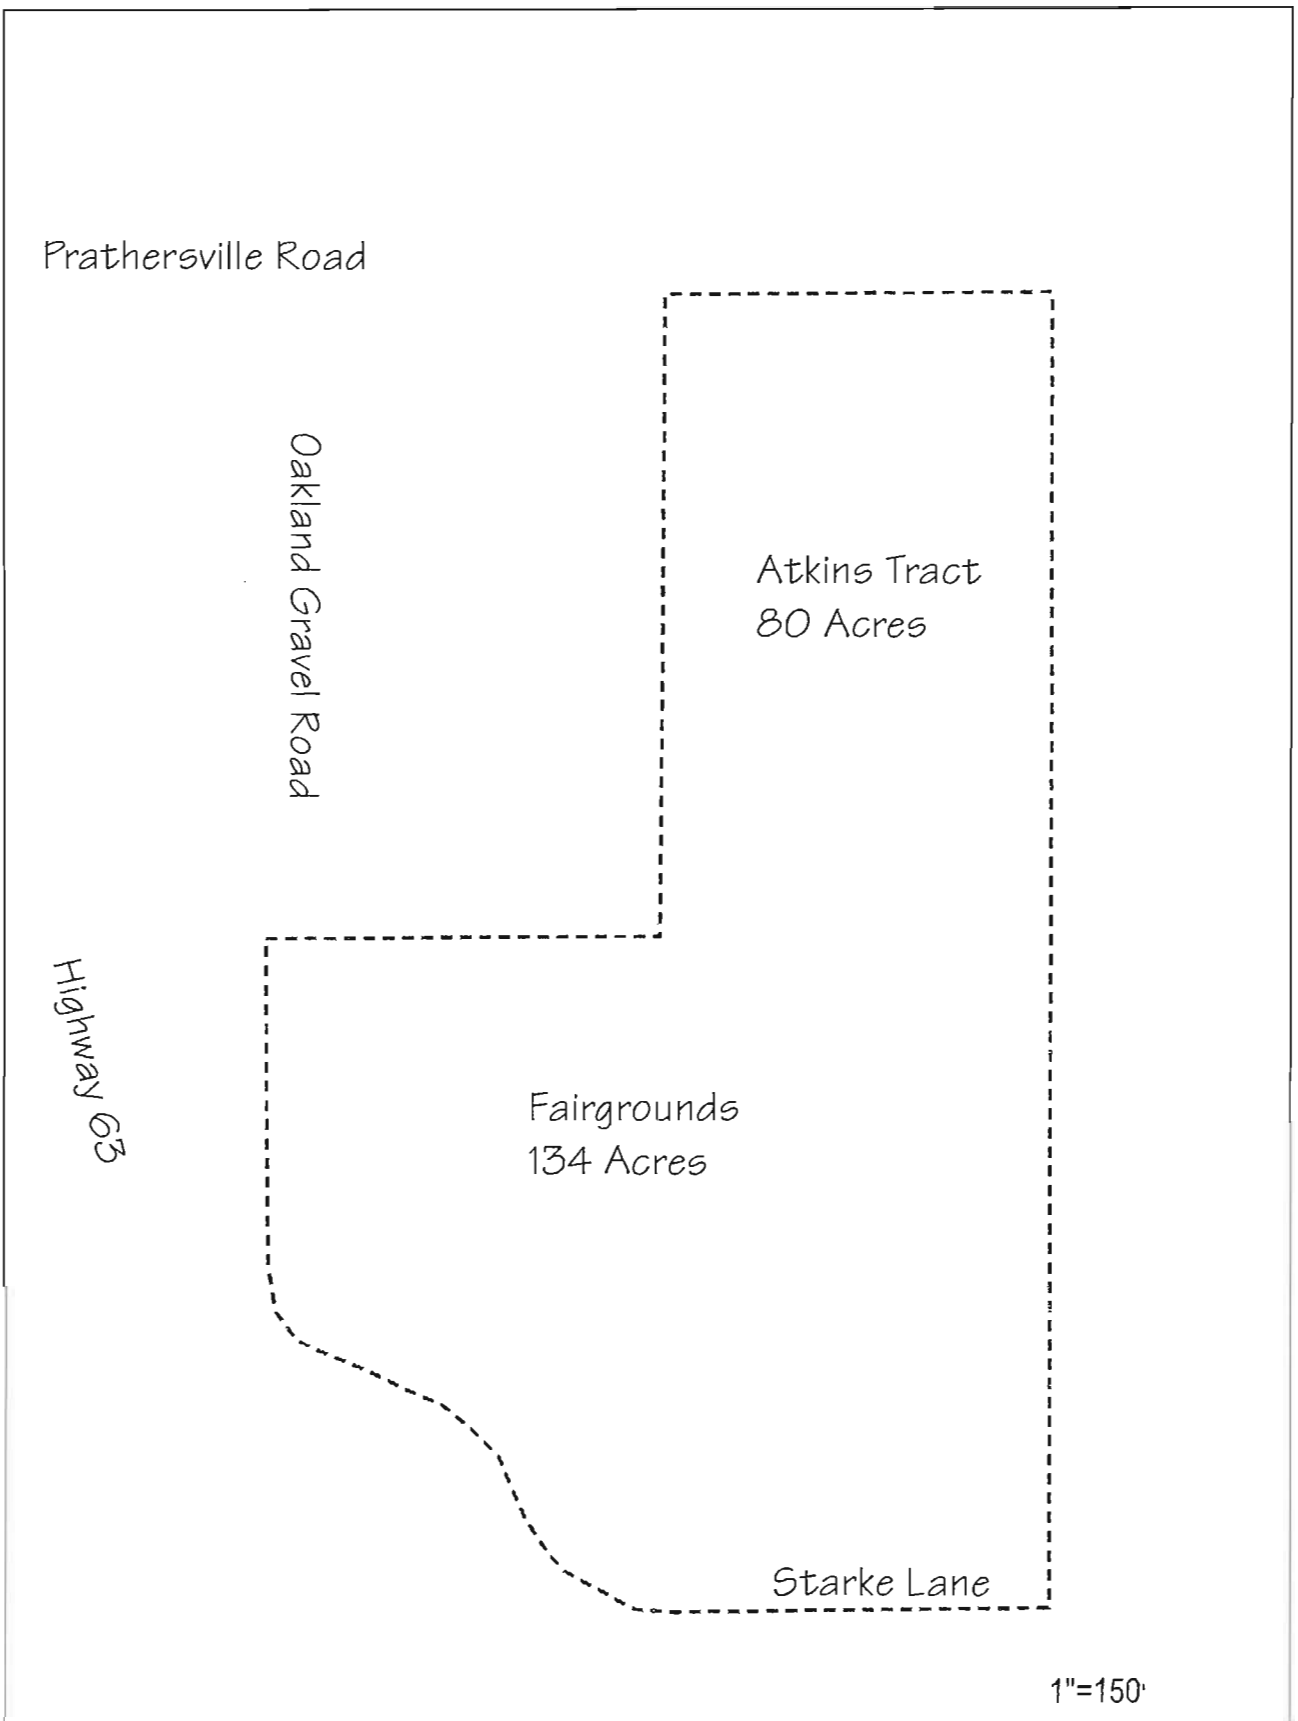 Prathersville Road
Oakland Gravel Road
Atkins Tract
80 Acres
Highway 63
Fairgrounds
134 Acres
Starke Lane
1"=150'